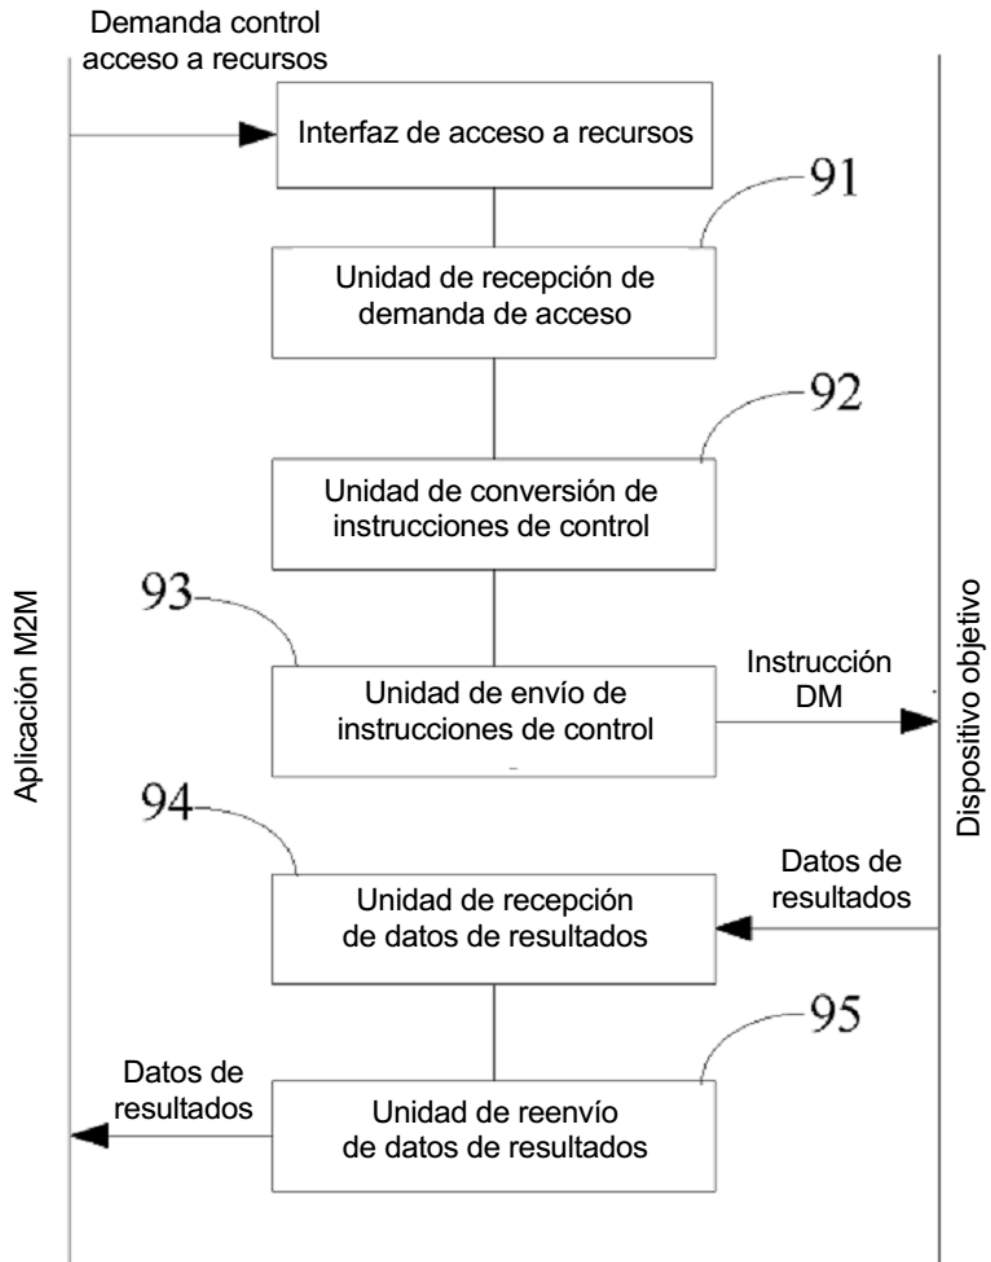 Demanda control
acceso a recursos
Interfaz de acceso a recursos
91
Unidad de recepción de
demanda de acceso
92
Unidad de conversión de
instrucciones de control
93
Unidad de envío de
instrucciones de control
Instrucción
DM
Aplicación M2M
Dispositivo objetivo
94
Unidad de recepción
de datos de resultados
Datos de
resultados
95
Unidad de reenvío
de datos de resultados
Datos de
resultados